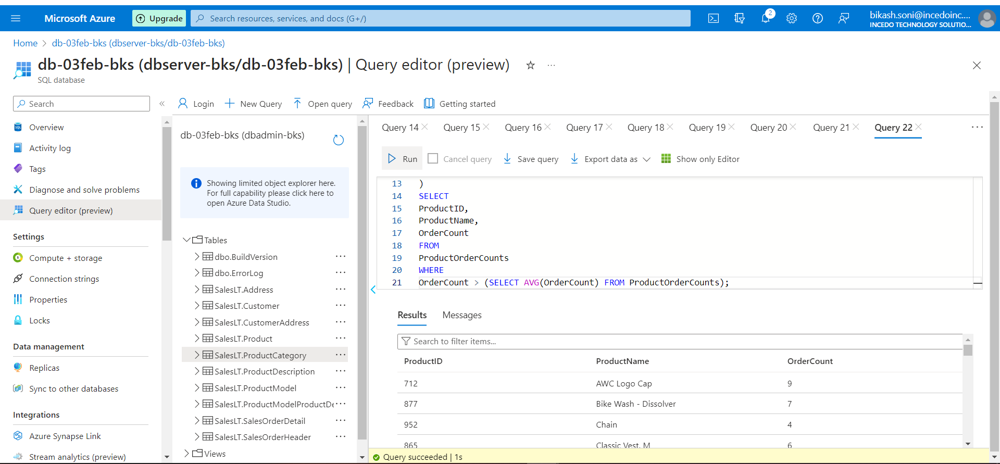 Microsoft Azure
Upgrade
Search resources, services, and docs (G+/)
2
bikash.soni@incedoinc....
INCEDO TECHNOLOGY SOLUTIO...
Home > db-03feb-bks (dbserver-bks/db-03feb-bks)
db-03feb-bks (dbserver-bks/db-03feb-bks) | Query editor (preview)
SQL database
Search
Overview
Activity log
Tags
Diagnose and solve problems
Query editor (preview)
Settings
Compute + storage
Connection strings
Properties
Locks
Data management
Replicas
Sync to other databases
Integrations
Azure Synapse Link
Stream analytics (preview)
Login
New Query
Open query
Feedback
Getting started
db-03feb-bks (dbadmin-bks)
Showing limited object explorer here.
For full capability please click here to
open Azure Data Studio.
Tables
dbo.BuildVersion
dbo.ErrorLog
SalesLT.Address
SalesLT.Customer
SalesLT.CustomerAddress
SalesLT.Product
SalesLT.ProductCategory
SalesLT.ProductDescription
SalesLT.ProductModel
SalesLT.ProductModelProductDe
SalesLT.SalesOrderDetail
SalesLT.SalesOrderHeader
Views
Query 14 Query 15 Query 16 Query 17 Query 18 Query 19 Query 20 Query 21 Query 22
Run
Cancel query
Save query
Export data as
Show only Editor
13 )
14 SELECT
15 ProductID,
16 ProductName,
17 OrderCount
18 FROM
19 ProductOrderCounts
20 WHERE
21 OrderCount > (SELECT AVG(OrderCount) FROM ProductOrderCounts);
Results Messages
Search to filter items...
ProductID ProductName OrderCount
712 AWC Logo Cap 9
877 Bike Wash - Dissolver 7
952 Chain 4
865 Classic Vest, M 6
Query succeeded | 1s